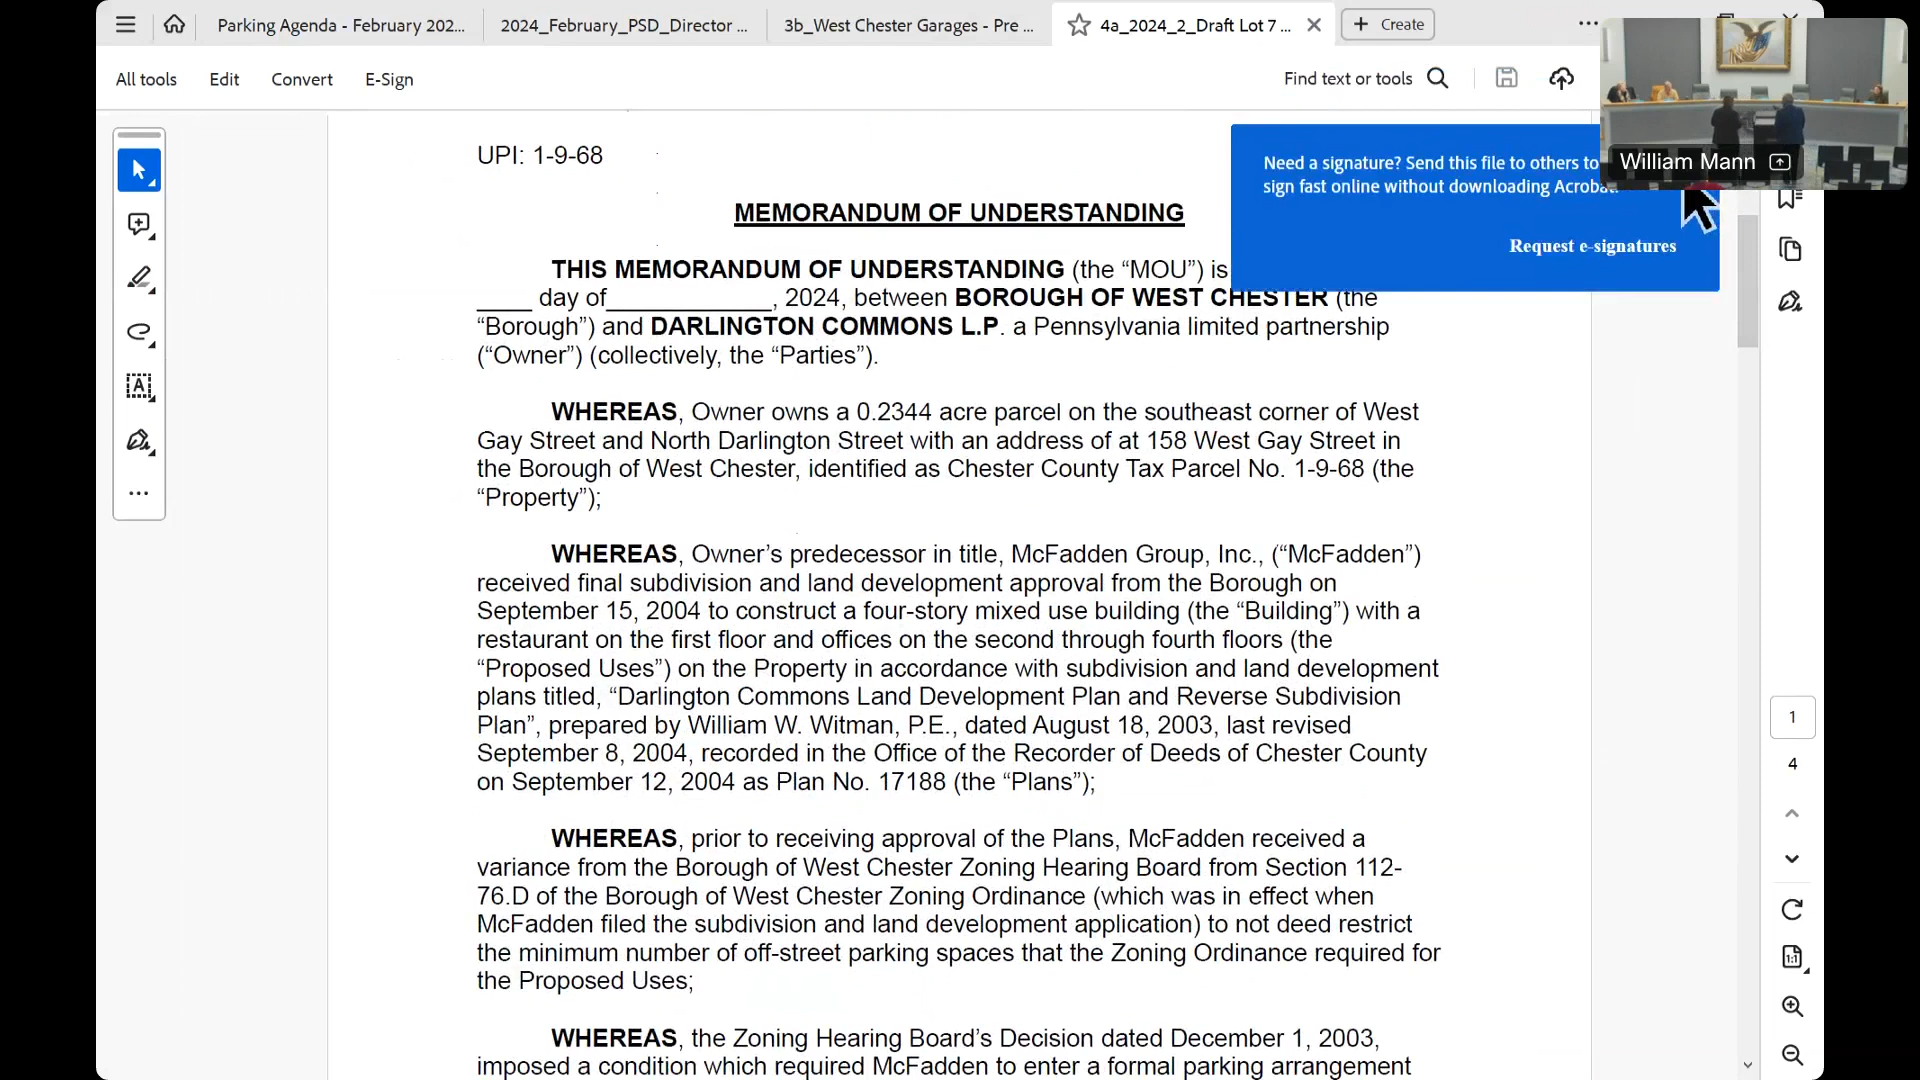 Parking Agenda - February 202...
2024_February_PSD_Director ...
3b_West Chester Garages - Pre ...
4a_2024_2_Draft Lot 7 ...
Create
All tools
Edit
Convert
E-Sign
Find text or tools
William Mann
Need a signature? Send this file to others to
sign fast online without downloading Acrobat.
Request e-signatures
UPI: 1-9-68
MEMORANDUM OF UNDERSTANDING
THIS MEMORANDUM OF UNDERSTANDING (the “MOU”) is
____ day of____________, 2024, between BOROUGH OF WEST CHESTER (the
“Borough”) and DARLINGTON COMMONS L.P. a Pennsylvania limited partnership
(“Owner”) (collectively, the “Parties”).
WHEREAS, Owner owns a 0.2344 acre parcel on the southeast corner of West
Gay Street and North Darlington Street with an address of at 158 West Gay Street in
the Borough of West Chester, identified as Chester County Tax Parcel No. 1-9-68 (the
“Property”);
WHEREAS, Owner’s predecessor in title, McFadden Group, Inc., (“McFadden”)
received final subdivision and land development approval from the Borough on
September 15, 2004 to construct a four-story mixed use building (the “Building”) with a
restaurant on the first floor and offices on the second through fourth floors (the
“Proposed Uses”) on the Property in accordance with subdivision and land development
plans titled, “Darlington Commons Land Development Plan and Reverse Subdivision
Plan”, prepared by William W. Witman, P.E., dated August 18, 2003, last revised
September 8, 2004, recorded in the Office of the Recorder of Deeds of Chester County
on September 12, 2004 as Plan No. 17188 (the “Plans”);
WHEREAS, prior to receiving approval of the Plans, McFadden received a
variance from the Borough of West Chester Zoning Hearing Board from Section 112-
76.D of the Borough of West Chester Zoning Ordinance (which was in effect when
McFadden filed the subdivision and land development application) to not deed restrict
the minimum number of off-street parking spaces that the Zoning Ordinance required for
the Proposed Uses;
WHEREAS, the Zoning Hearing Board’s Decision dated December 1, 2003,
imposed a condition which required McFadden to enter a formal parking arrangement
1
4